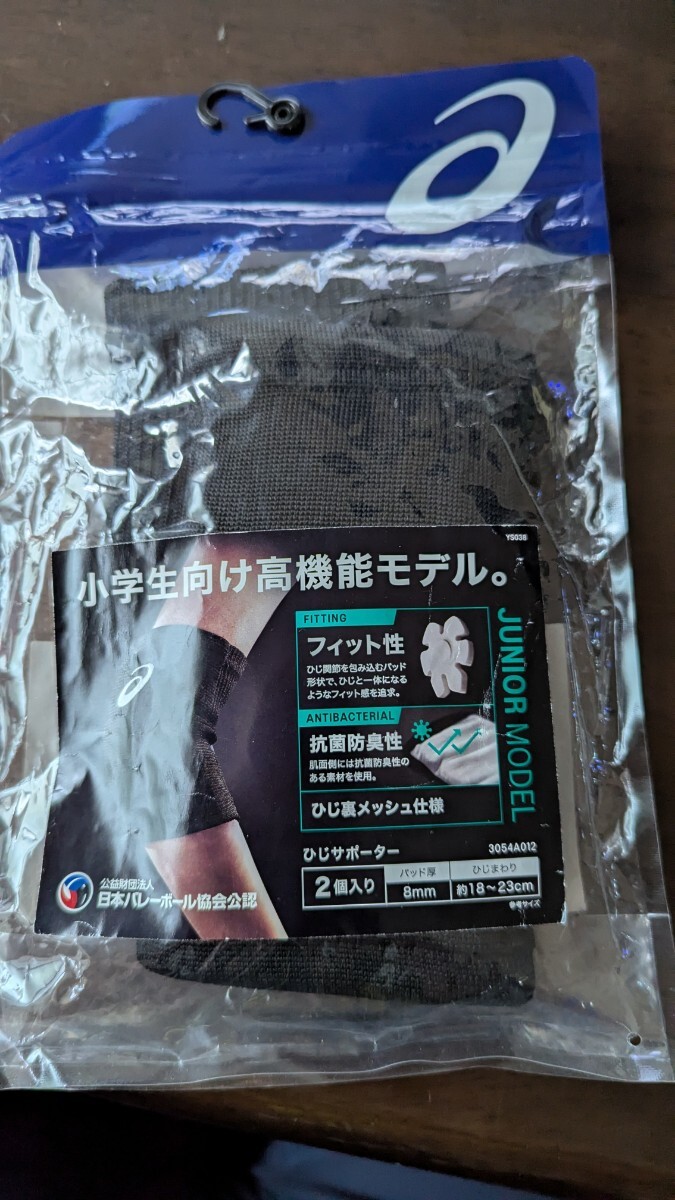 YS036
小学生向け高機能モデル。
JUNIOR MODEL
FITTING
フィット性
ひじ関節を包み込むパッド
形状で、ひじと一体になる
ようなフィット感を追求。
ANTIBACTERIAL
抗菌防臭性
肌面側には抗菌防臭性の
ある素材を使用。
ひじ裏メッシュ仕様
ひじサポーター
3054A012
2個入り
パッド厚
8mm
ひじまわり
約18~23cm
参考サイズ
公益財団法人
日本バレーボール協会公認